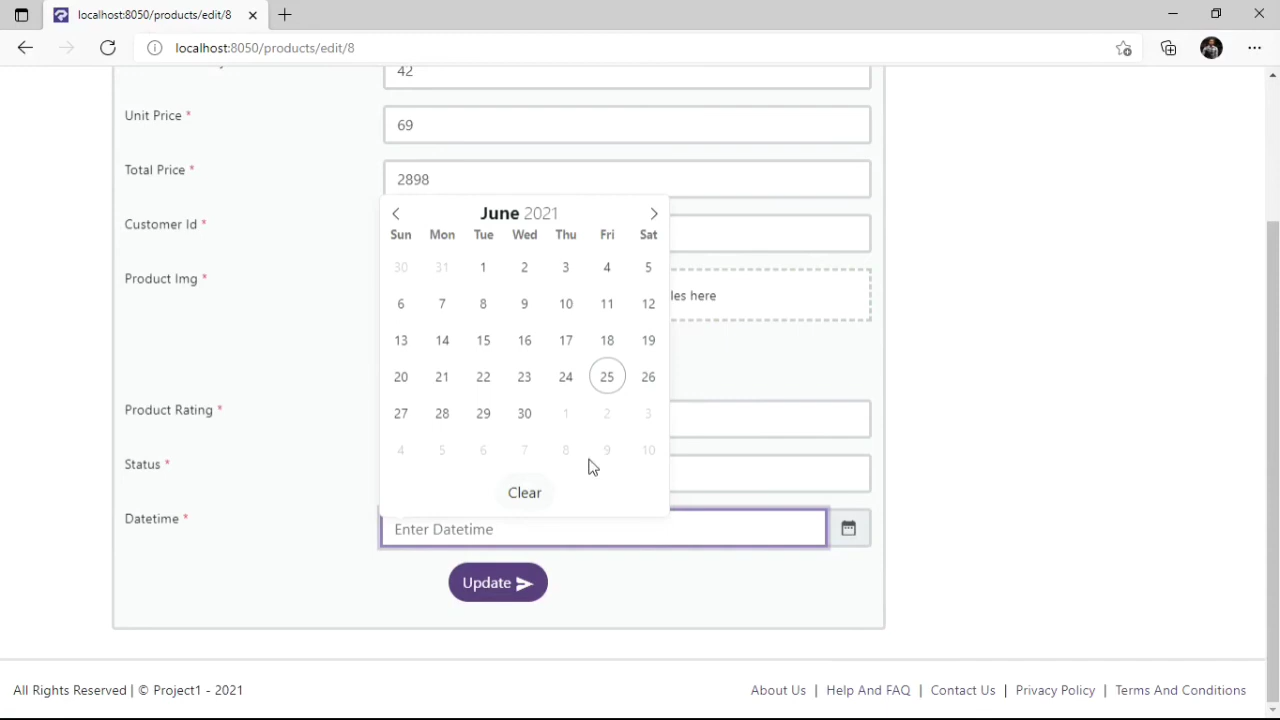 localhost:8050/products/edit/8
localhost:8050/products/edit/8
42
Unit Price *
69
Total Price *
2898
Customer Id *
Product Img *
les here
June 2021
Sun Mon Tue Wed Thu Fri Sat
30 31 1 2 3 4 5
6 7 8 9 10 11 12
13 14 15 16 17 18 19
20 21 22 23 24 25 26
27 28 29 30 1 2 3
4 5 6 7 8 9 10
Clear
Product Rating *
Status *
Datetime *
Enter Datetime
Update
All Rights Reserved | © Project1 - 2021
About Us | Help And FAQ | Contact Us | Privacy Policy | Terms And Conditions